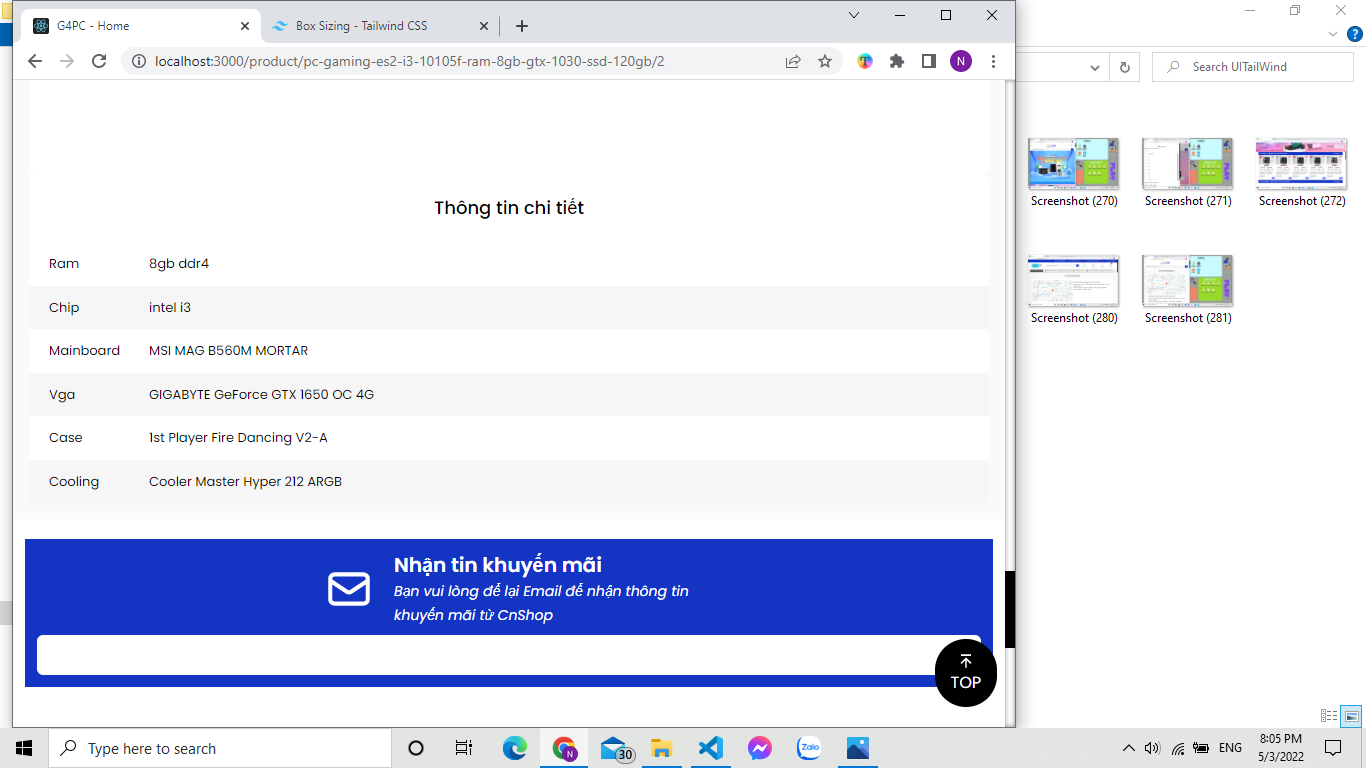 G4PC - Home
Box Sizing - Tailwind CSS
localhost:3000/product/pc-gaming-es2-i3-10105f-ram-8gb-gtx-1030-ssd-120gb/2
N
Search UITailWind
Thông tin chi tiết
Ram 8gb ddr4
Chip intel i3
Mainboard MSI MAG B560M MORTAR
Vga GIGABYTE GeForce GTX 1650 OC 4G
Case 1st Player Fire Dancing V2-A
Cooling Cooler Master Hyper 212 ARGB
Nhận tin khuyến mãi
Bạn vui lòng để lại Email để nhận thông tin
khuyến mãi từ CnShop
TOP
Screenshot (270)
Screenshot (271)
Screenshot (272)
Screenshot (280)
Screenshot (281)
Type here to search
N
30
Zalo
ENG
8:05 PM
5/3/2022